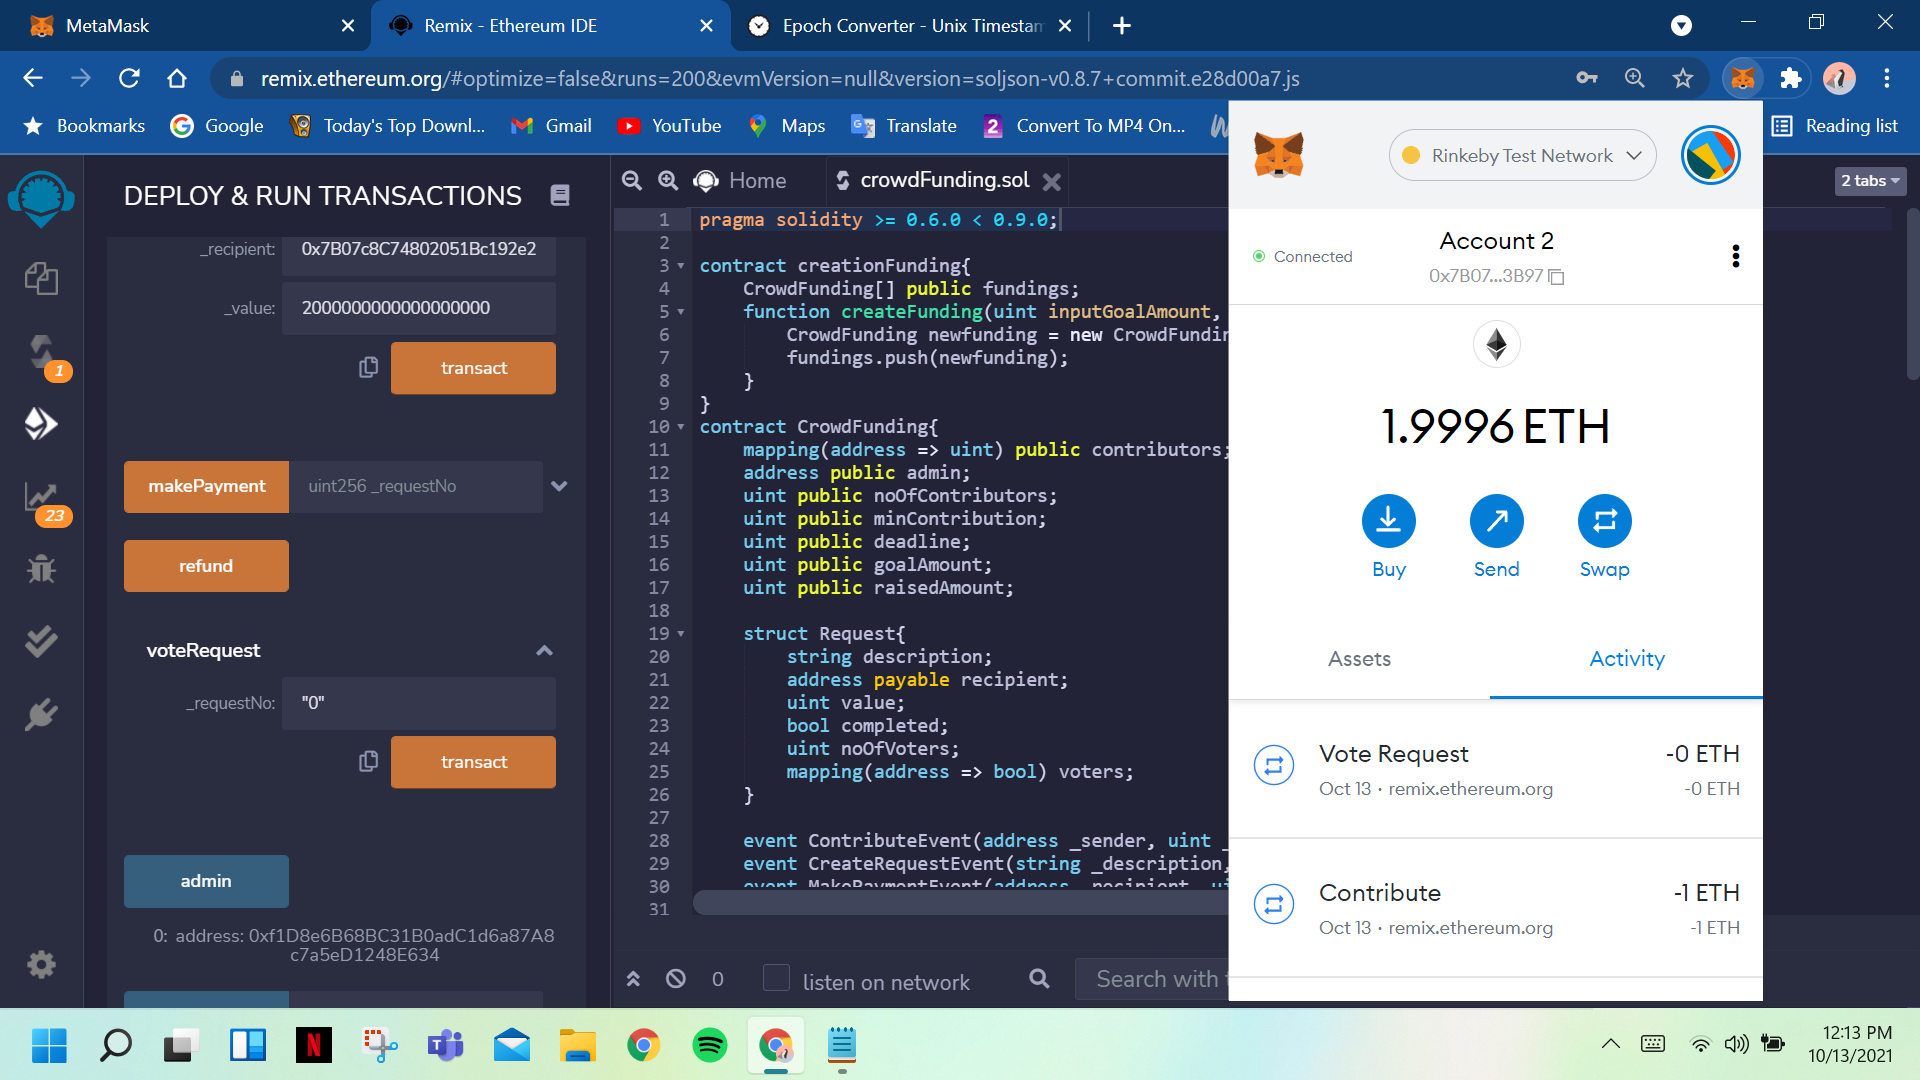 MetaMask
Remix - Ethereum IDE
Epoch Converter - Unix Timestam
remix.ethereum.org/#optimize=false&runs=200&evmVersion=null&version=soljson-v0.8.7+commit.e28d00a7.js
Bookmarks
Google
Today's Top Downl...
Gmail
YouTube
Maps
Translate
Convert To MP4 On...
Reading list
DEPLOY & RUN TRANSACTIONS
_recipient: 0x7B07c8C74802051Bc192e2
_value: 2000000000000000000
transact
makePayment uint256 _requestNo
refund
voteRequest
_requestNo: "0"
transact
admin
0: address: 0xf1D8e6B68BC31B0adC1d6a87A8
c7a5eD1248E634
1
23
Home
crowdFunding.sol
2 tabs
1 pragma solidity >= 0.6.0 < 0.9.0;
2
3 contract creationFunding{
4 CrowdFunding[] public fundings;
5 function createFunding(uint inputGoalAmount,
6 CrowdFunding newfunding = new CrowdFundin
7 fundings.push(newfunding);
8 }
9 }
10 contract CrowdFunding{
11 mapping(address => uint) public contributors;
12 address public admin;
13 uint public noOfContributors;
14 uint public minContribution;
15 uint public deadline;
16 uint public goalAmount;
17 uint public raisedAmount;
18
19 struct Request{
20 string description;
21 address payable recipient;
22 uint value;
23 bool completed;
24 uint noOfVoters;
25 mapping(address => bool) voters;
26 }
27
28 event ContributeEvent(address _sender, uint _
29 event CreateRequestEvent(string _description,
30 event MakePaymentEvent(address _recipient, ui
31
0
listen on network
Search with t
Rinkeby Test Network
Connected
Account 2
0x7B07...3B97
1.9996 ETH
Buy
Send
Swap
Assets
Activity
Vote Request -0 ETH
Oct 13 · remix.ethereum.org -0 ETH
Contribute -1 ETH
Oct 13 · remix.ethereum.org -1 ETH
12:13 PM
10/13/2021